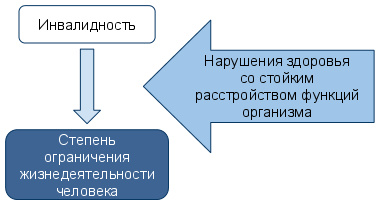 Инвалидность
Нарушения здоровья
со стойким
расстройством функций
организма
Степень
ограничения
жизнедеятельности
человека